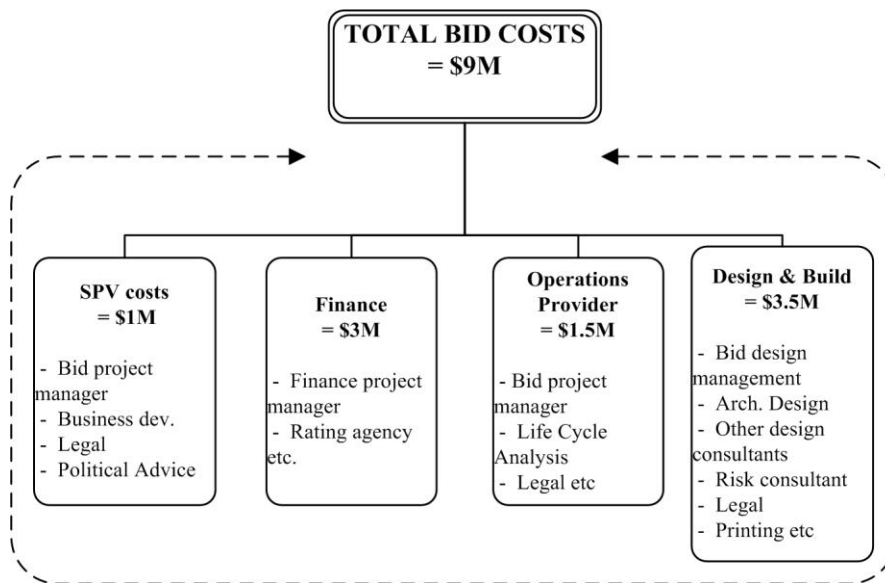 TOTAL BID COSTS
= $9M
SPV costs
= $1M
- Bid project
manager
- Business dev.
- Legal
- Political Advice
Finance
= $3M
- Finance project
manager
- Rating agency
etc.
Operations
Provider
= $1.5M
- Bid project
manager
- Life Cycle
Analysis
- Legal etc
Design & Build
= $3.5M
- Bid design
management
- Arch. Design
- Other design
consultants
- Risk consultant
- Legal
- Printing etc